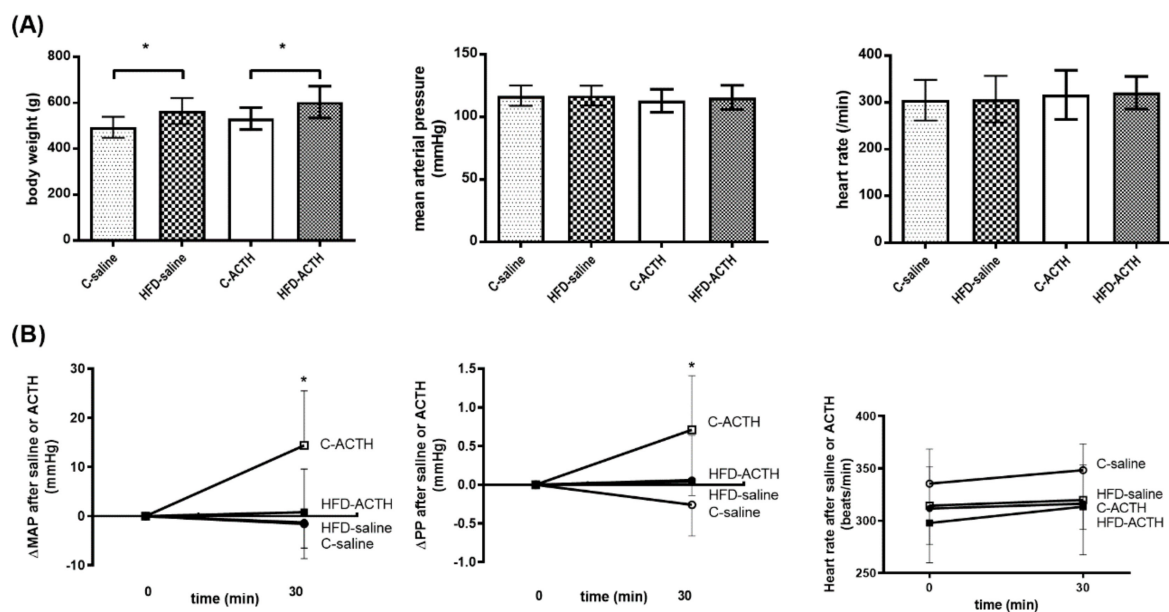 (A)
*
*
body weight (g)
800
600
400
200
0
C-saline
HFD-saline
C-ACTH
HFD-ACTH
mean arterial pressure
(mmHg)
150
100
50
0
C-saline
HFD-saline
C-ACTH
HFD-ACTH
heart rate (/min)
400
300
200
100
0
C-saline
HFD-saline
C-ACTH
HFD-ACTH
(B)
ΔMAP after saline or ACTH
(mmHg)
30
20
10
0
-10
*
C-ACTH
HFD-ACTH
HFD-saline
C-saline
0
30
time (min)
ΔPP after saline or ACTH
(mmHg)
1.5
1.0
0.5
0.0
-0.5
-1.0
*
C-ACTH
HFD-ACTH
HFD-saline
C-saline
0
30
time (min)
Heart rate after saline or ACTH
(beats/min)
400
350
300
250
C-saline
HFD-saline
C-ACTH
HFD-ACTH
0
30
time (min)